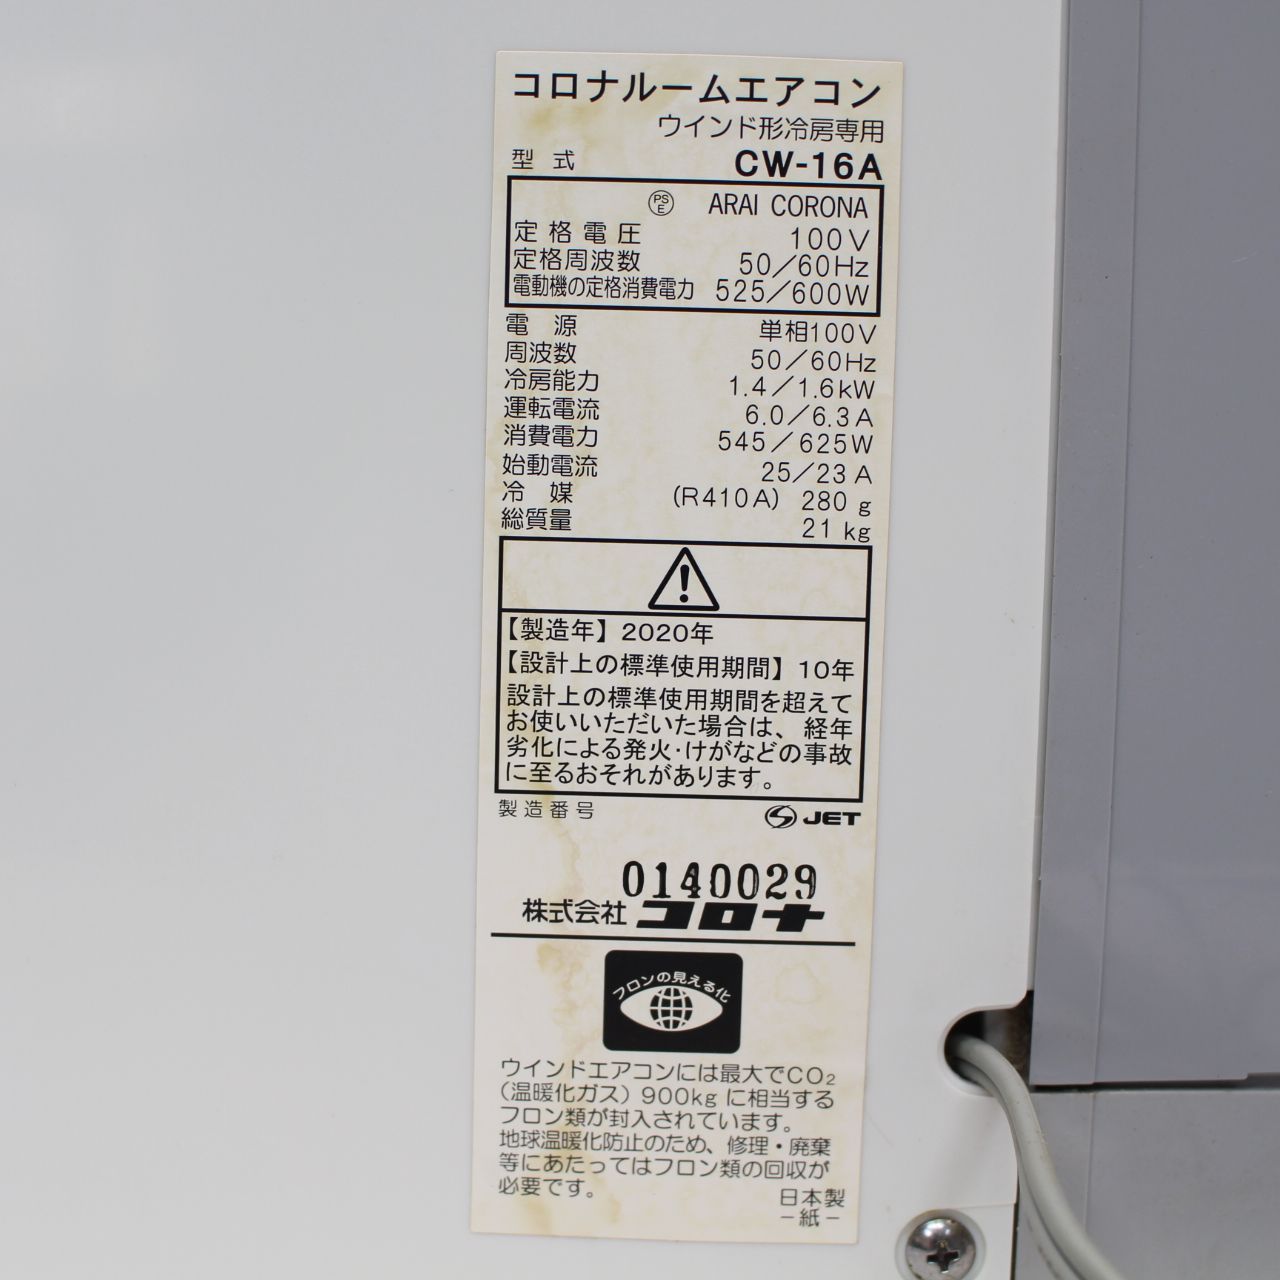 コロナルームエアコン
ウインド形冷房専用
型式 CW-16A
PSE ARAI CORONA
定格電圧 100V
定格周波数 50/60Hz
電動機の定格消費電力 525/600W
電源 単相100V
周波数 50/60Hz
冷房能力 1.4/1.6kW
運転電流 6.0/6.3A
消費電力 545/625W
始動電流 25/23A
冷媒 (R410A) 280g
総質量 21kg
【製造年】2020年
【設計上の標準使用期間】10年
設計上の標準使用期間を超えて
お使いいただいた場合は、経年
劣化による発火・けがなどの事故
に至るおそれがあります。
製造番号 JET
0140029
株式会社 コロナ
フロンの見える化
ウインドエアコンには最大でCO₂
(温暖化ガス)900kgに相当する
フロン類が封入されています。
地球温暖化防止のため、修理・廃棄
等にあたってはフロン類の回収が
必要です。
日本製
-紙-